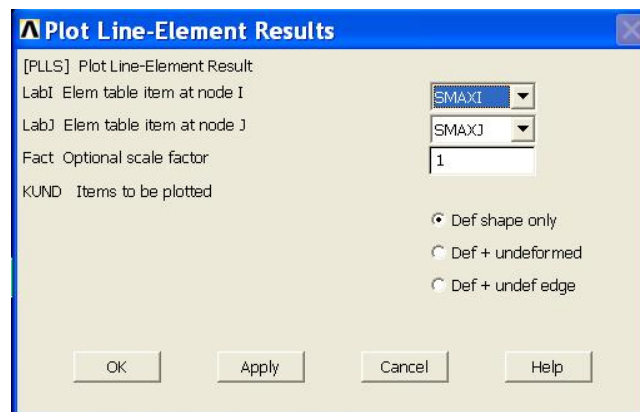 Plot Line-Element Results
[PLLS] Plot Line-Element Result
LabI Elem table item at node I
SMAXI
LabJ Elem table item at node J
SMAXJ
Fact Optional scale factor
1
KUND Items to be plotted
Def shape only
Def + undeformed
Def + undef edge
OK Apply Cancel Help